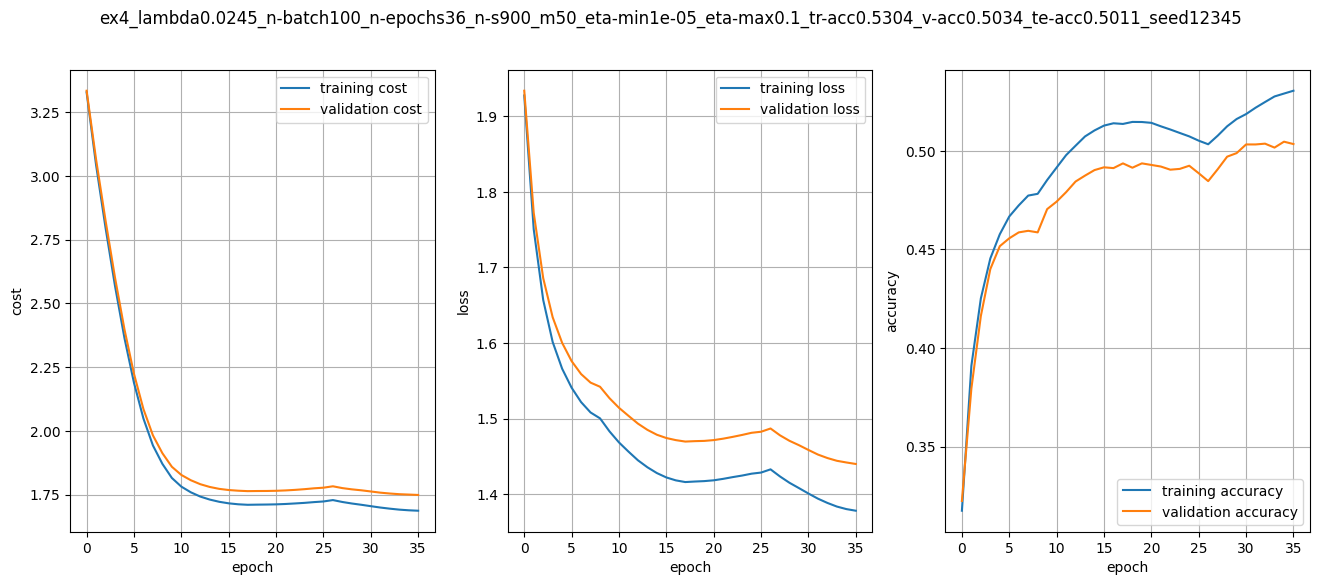 ex4_lambda0.0245_n-batch100_n-epochs36_n-s900_m50_eta-min1e-05_eta-max0.1_tr-acc0.5304_v-acc0.5034_te-acc0.5011_seed12345
cost
3.25
3.00
2.75
2.50
2.25
2.00
1.75
0 5 10 15 20 25 30 35
epoch
training cost
validation cost
loss
1.9
1.8
1.7
1.6
1.5
1.4
0 5 10 15 20 25 30 35
epoch
training loss
validation loss
accuracy
0.50
0.45
0.40
0.35
0 5 10 15 20 25 30 35
epoch
training accuracy
validation accuracy